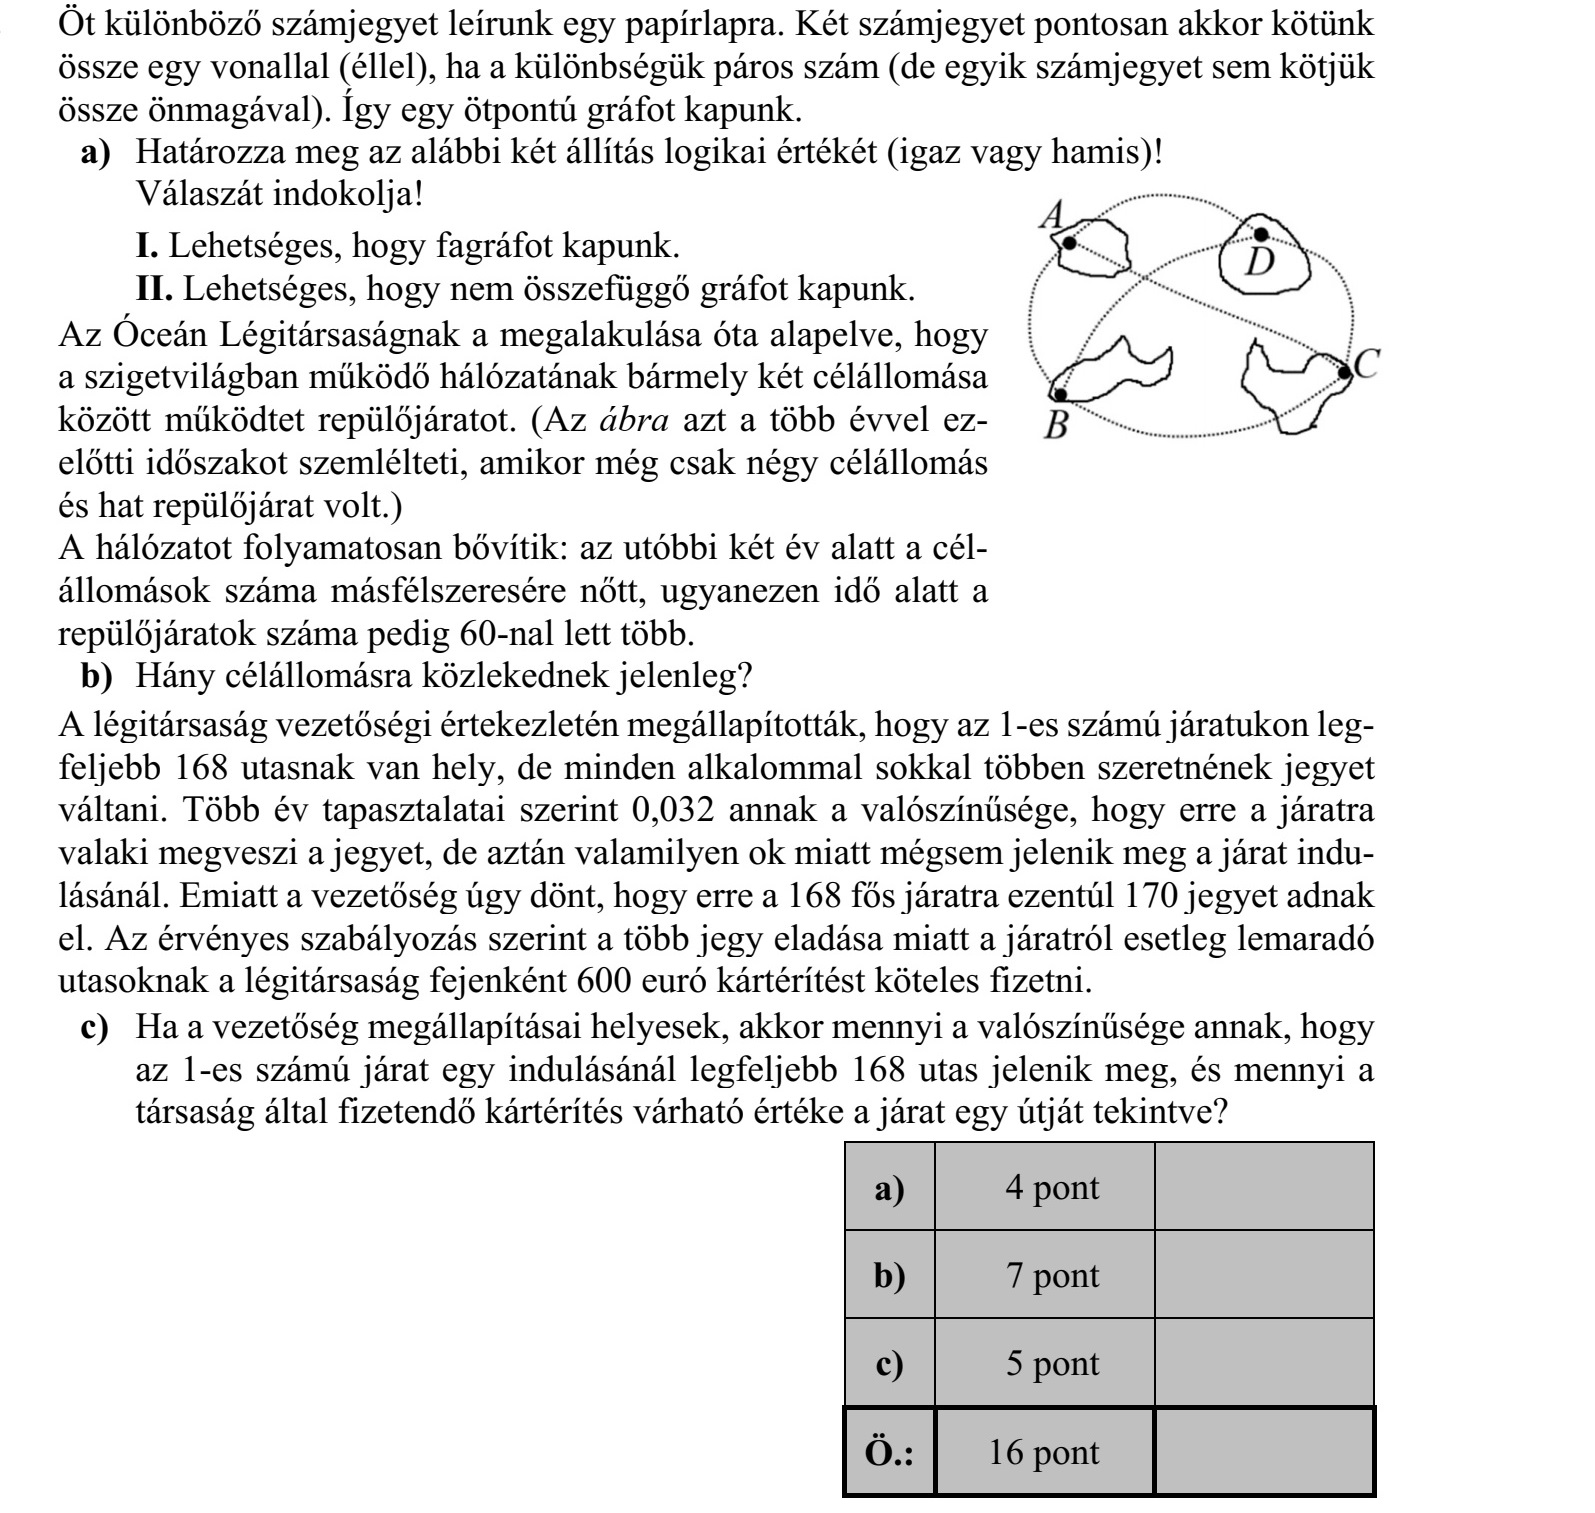 Öt különböző számjegyet leírunk egy papírlapra. Két számjegyet pontosan akkor kötünk
össze egy vonallal (éllel), ha a különbségük páros szám (de egyik számjegyet sem kötjük
össze önmagával). Így egy ötpontú gráfot kapunk.
a) Határozza meg az alábbi két állítás logikai értékét (igaz vagy hamis)!
Válaszát indokolja!
I. Lehetséges, hogy fagráfot kapunk.
II. Lehetséges, hogy nem összefüggő gráfot kapunk.
A
D
C
B
Az Óceán Légitársaságnak a megalakulása óta alapelve, hogy
a szigetvilágban működő hálózatának bármely két célállomása
között működtet repülőjáratot. (Az ábra azt a több évvel ez-
előtti időszakot szemlélteti, amikor még csak négy célállomás
és hat repülőjárat volt.)
A hálózatot folyamatosan bővítik: az utóbbi két év alatt a cél-
állomások száma másfélszeresére nőtt, ugyanezen idő alatt a
repülőjáratok száma pedig 60-nal lett több.
b) Hány célállomásra közlekednek jelenleg?
A légitársaság vezetőségi értekezletén megállapították, hogy az 1-es számú járatukon leg-
feljebb 168 utasnak van hely, de minden alkalommal sokkal többen szeretnének jegyet
váltani. Több év tapasztalatai szerint 0,032 annak a valószínűsége, hogy erre a járatra
valaki megveszi a jegyet, de aztán valamilyen ok miatt mégsem jelenik meg a járat indu-
lásánál. Emiatt a vezetőség úgy dönt, hogy erre a 168 fős járatra ezentúl 170 jegyet adnak
el. Az érvényes szabályozás szerint a több jegy eladása miatt a járatról esetleg lemaradó
utasoknak a légitársaság fejenként 600 euró kártérítést köteles fizetni.
c) Ha a vezetőség megállapításai helyesek, akkor mennyi a valószínűsége annak, hogy
az 1-es számú járat egy indulásánál legfeljebb 168 utas jelenik meg, és mennyi a
társaság által fizetendő kártérítés várható értéke a járat egy útját tekintve?
a) 4 pont
b) 7 pont
c) 5 pont
Ö.: 16 pont